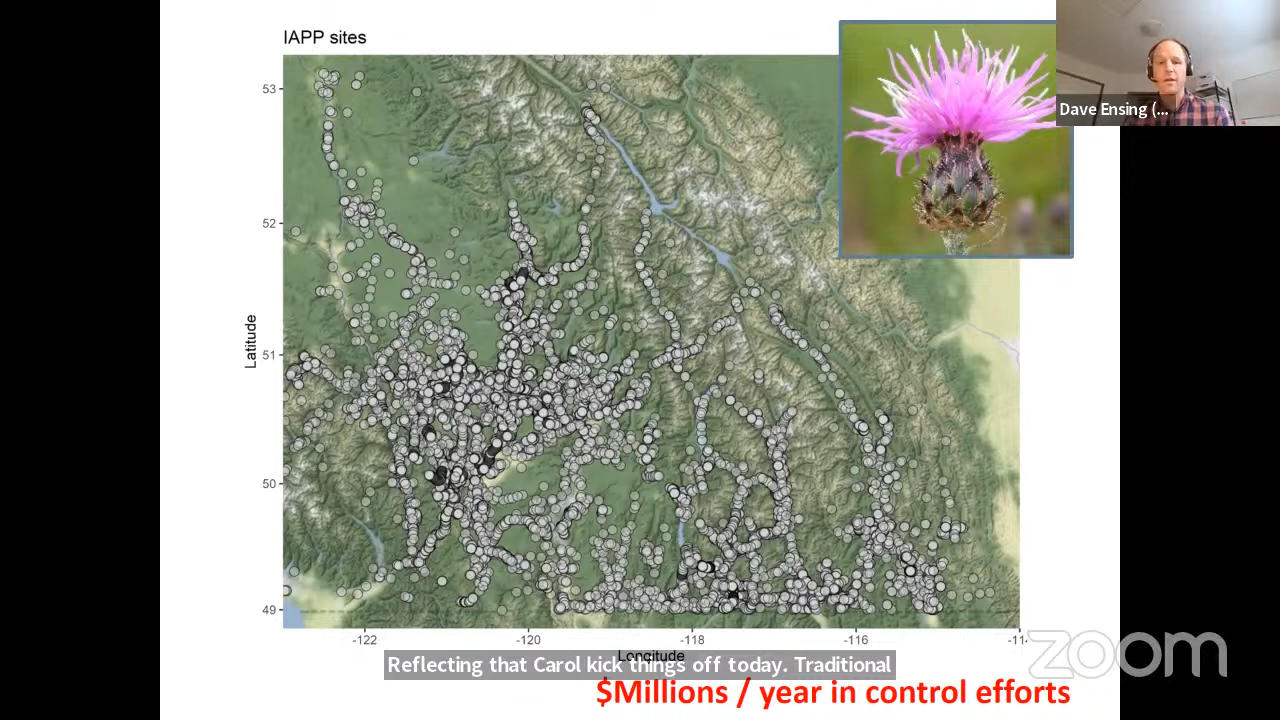 IAPP sites
Dave Ensing (...
53
52
51
50
49
Latitude
-122
-120
-118
-116
-11
Longitude
Reflecting that Carol kick things off today. Traditional
zoom
$Millions / year in control efforts